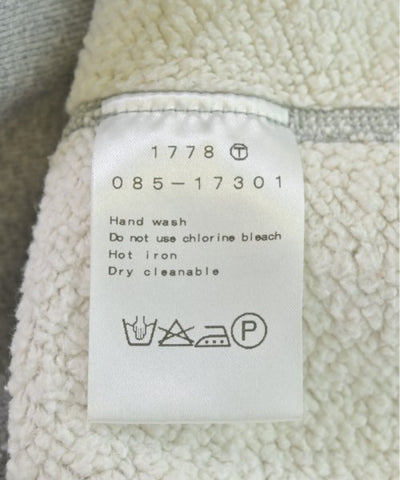 1778 Ⓣ
085-17301
Hand wash
Do not use chlorine bleach
Hot iron
Dry cleanable
P